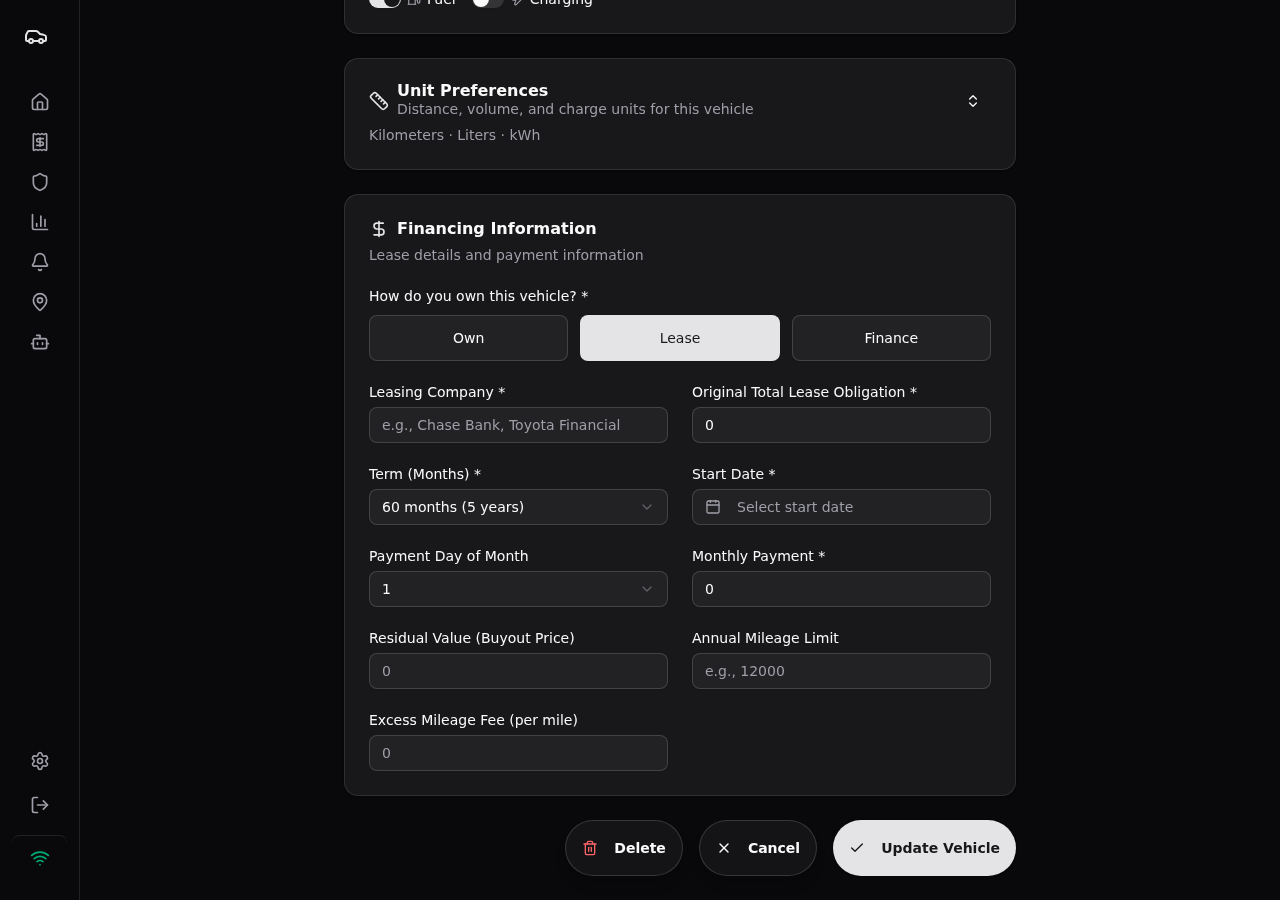 Fuel Charging
Unit Preferences
Distance, volume, and charge units for this vehicle
Kilometers · Liters · kWh
Financing Information
Lease details and payment information
How do you own this vehicle? *
Own Lease Finance
Leasing Company * Original Total Lease Obligation *
e.g., Chase Bank, Toyota Financial 0
Term (Months) * Start Date *
60 months (5 years) Select start date
Payment Day of Month Monthly Payment *
1 0
Residual Value (Buyout Price) Annual Mileage Limit
0 e.g., 12000
Excess Mileage Fee (per mile)
0
Delete Cancel Update Vehicle